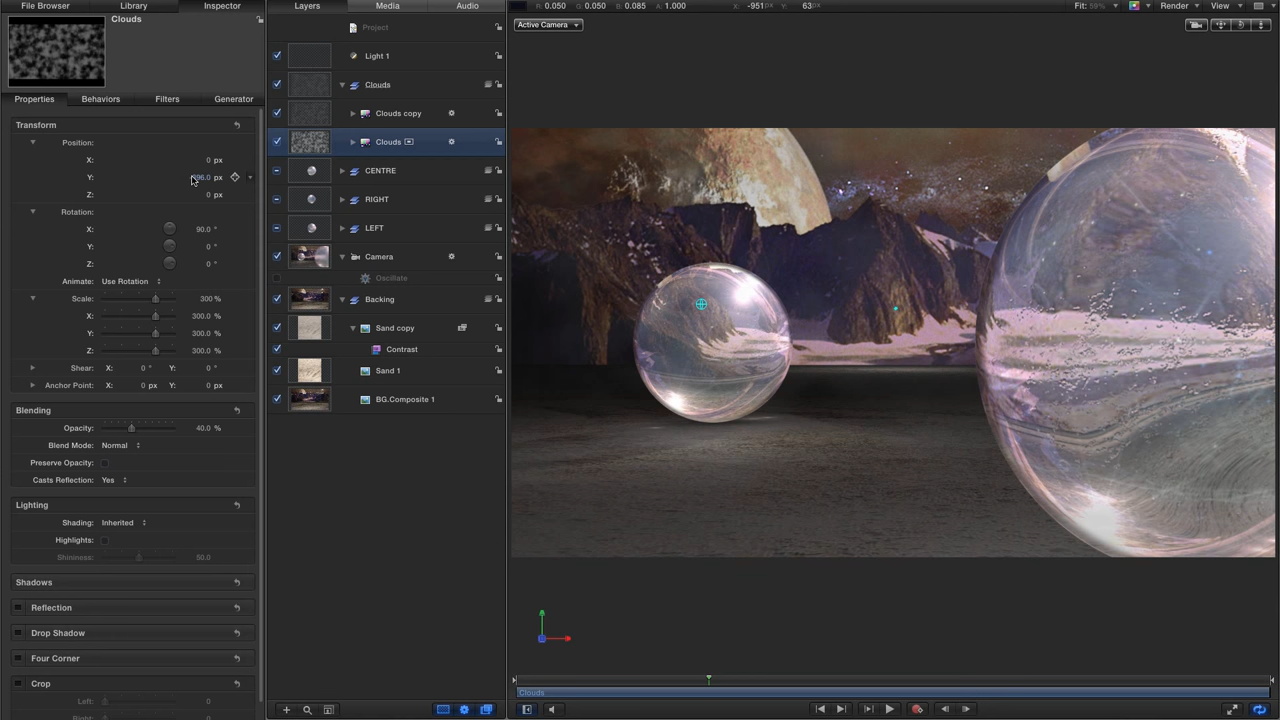 File Browser Library Inspector Layers Media Audio R: 0.050 G: 0.050 B: 0.085 A: 1.000 X: -951px 63px Fit: 59% Render View
Clouds
Active Camera
Project
Light 1
Clouds
Properties Behaviors Filters Generator
Clouds copy
Transform
Position:
Clouds
X: 0 px
CENTRE
Y: px
Z: 0 px
RIGHT
Rotation:
X: 90.0 °
LEFT
Y: 0 °
Camera
Z: 0 °
Oscillate
Animate: Use Rotation
Scale: 300 %
Backing
X: 300.0 %
Sand copy
Y: 300.0 %
Contrast
Z: 300.0 %
Shear: X: 0 ° Y: 0 °
Sand 1
Anchor Point: X: 0 px Y: 0 px
BG.Composite 1
Blending
Opacity: 40.0 %
Blend Mode: Normal
Preserve Opacity:
Casts Reflection: Yes
Lighting
Shading: Inherited
Highlights:
Shininess: 50.0
Shadows
Reflection
Drop Shadow
Four Corner
Crop
Clouds
Left: 0
Right: 0